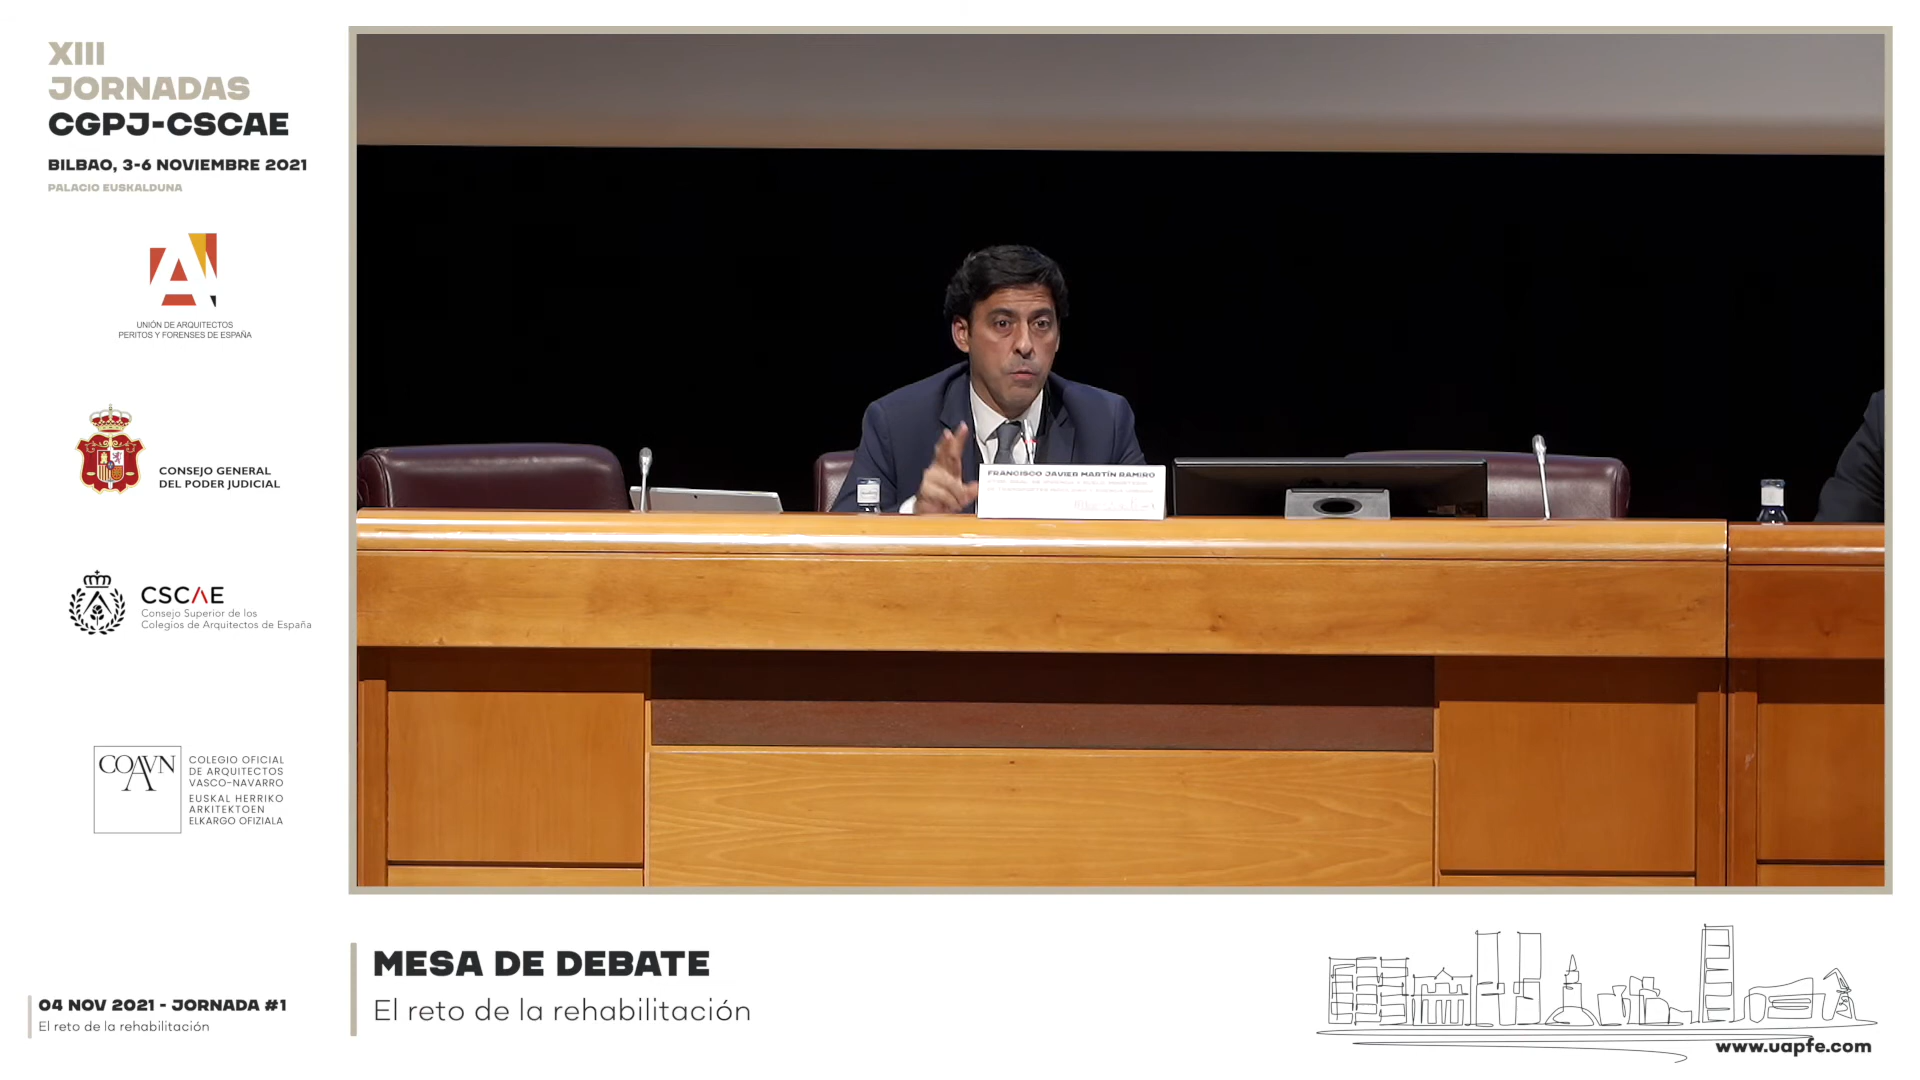 XIII
JORNADAS
CGPJ-CSCAE
BILBAO, 3-6 NOVIEMBRE 2021
PALACIO EUSKALDUNA
UNIÓN DE ARQUITECTOS
PERITOS Y FORENSES DE ESPAÑA
CONSEJO GENERAL
DEL PODER JUDICIAL
CSCAE
Consejo Superior de los
Colegios de Arquitectos de España
COAVN
COLEGIO OFICIAL
DE ARQUITECTOS
VASCO-NAVARRO
EUSKAL HERRIKO
ARKITEKTOEN
ELKARGO OFIZIALA
04 NOV 2021 - JORNADA #1
El reto de la rehabilitación
FRANCISCO JAVIER MARTÍN RAMIRO
MESA DE DEBATE
El reto de la rehabilitación
www.uapfe.com